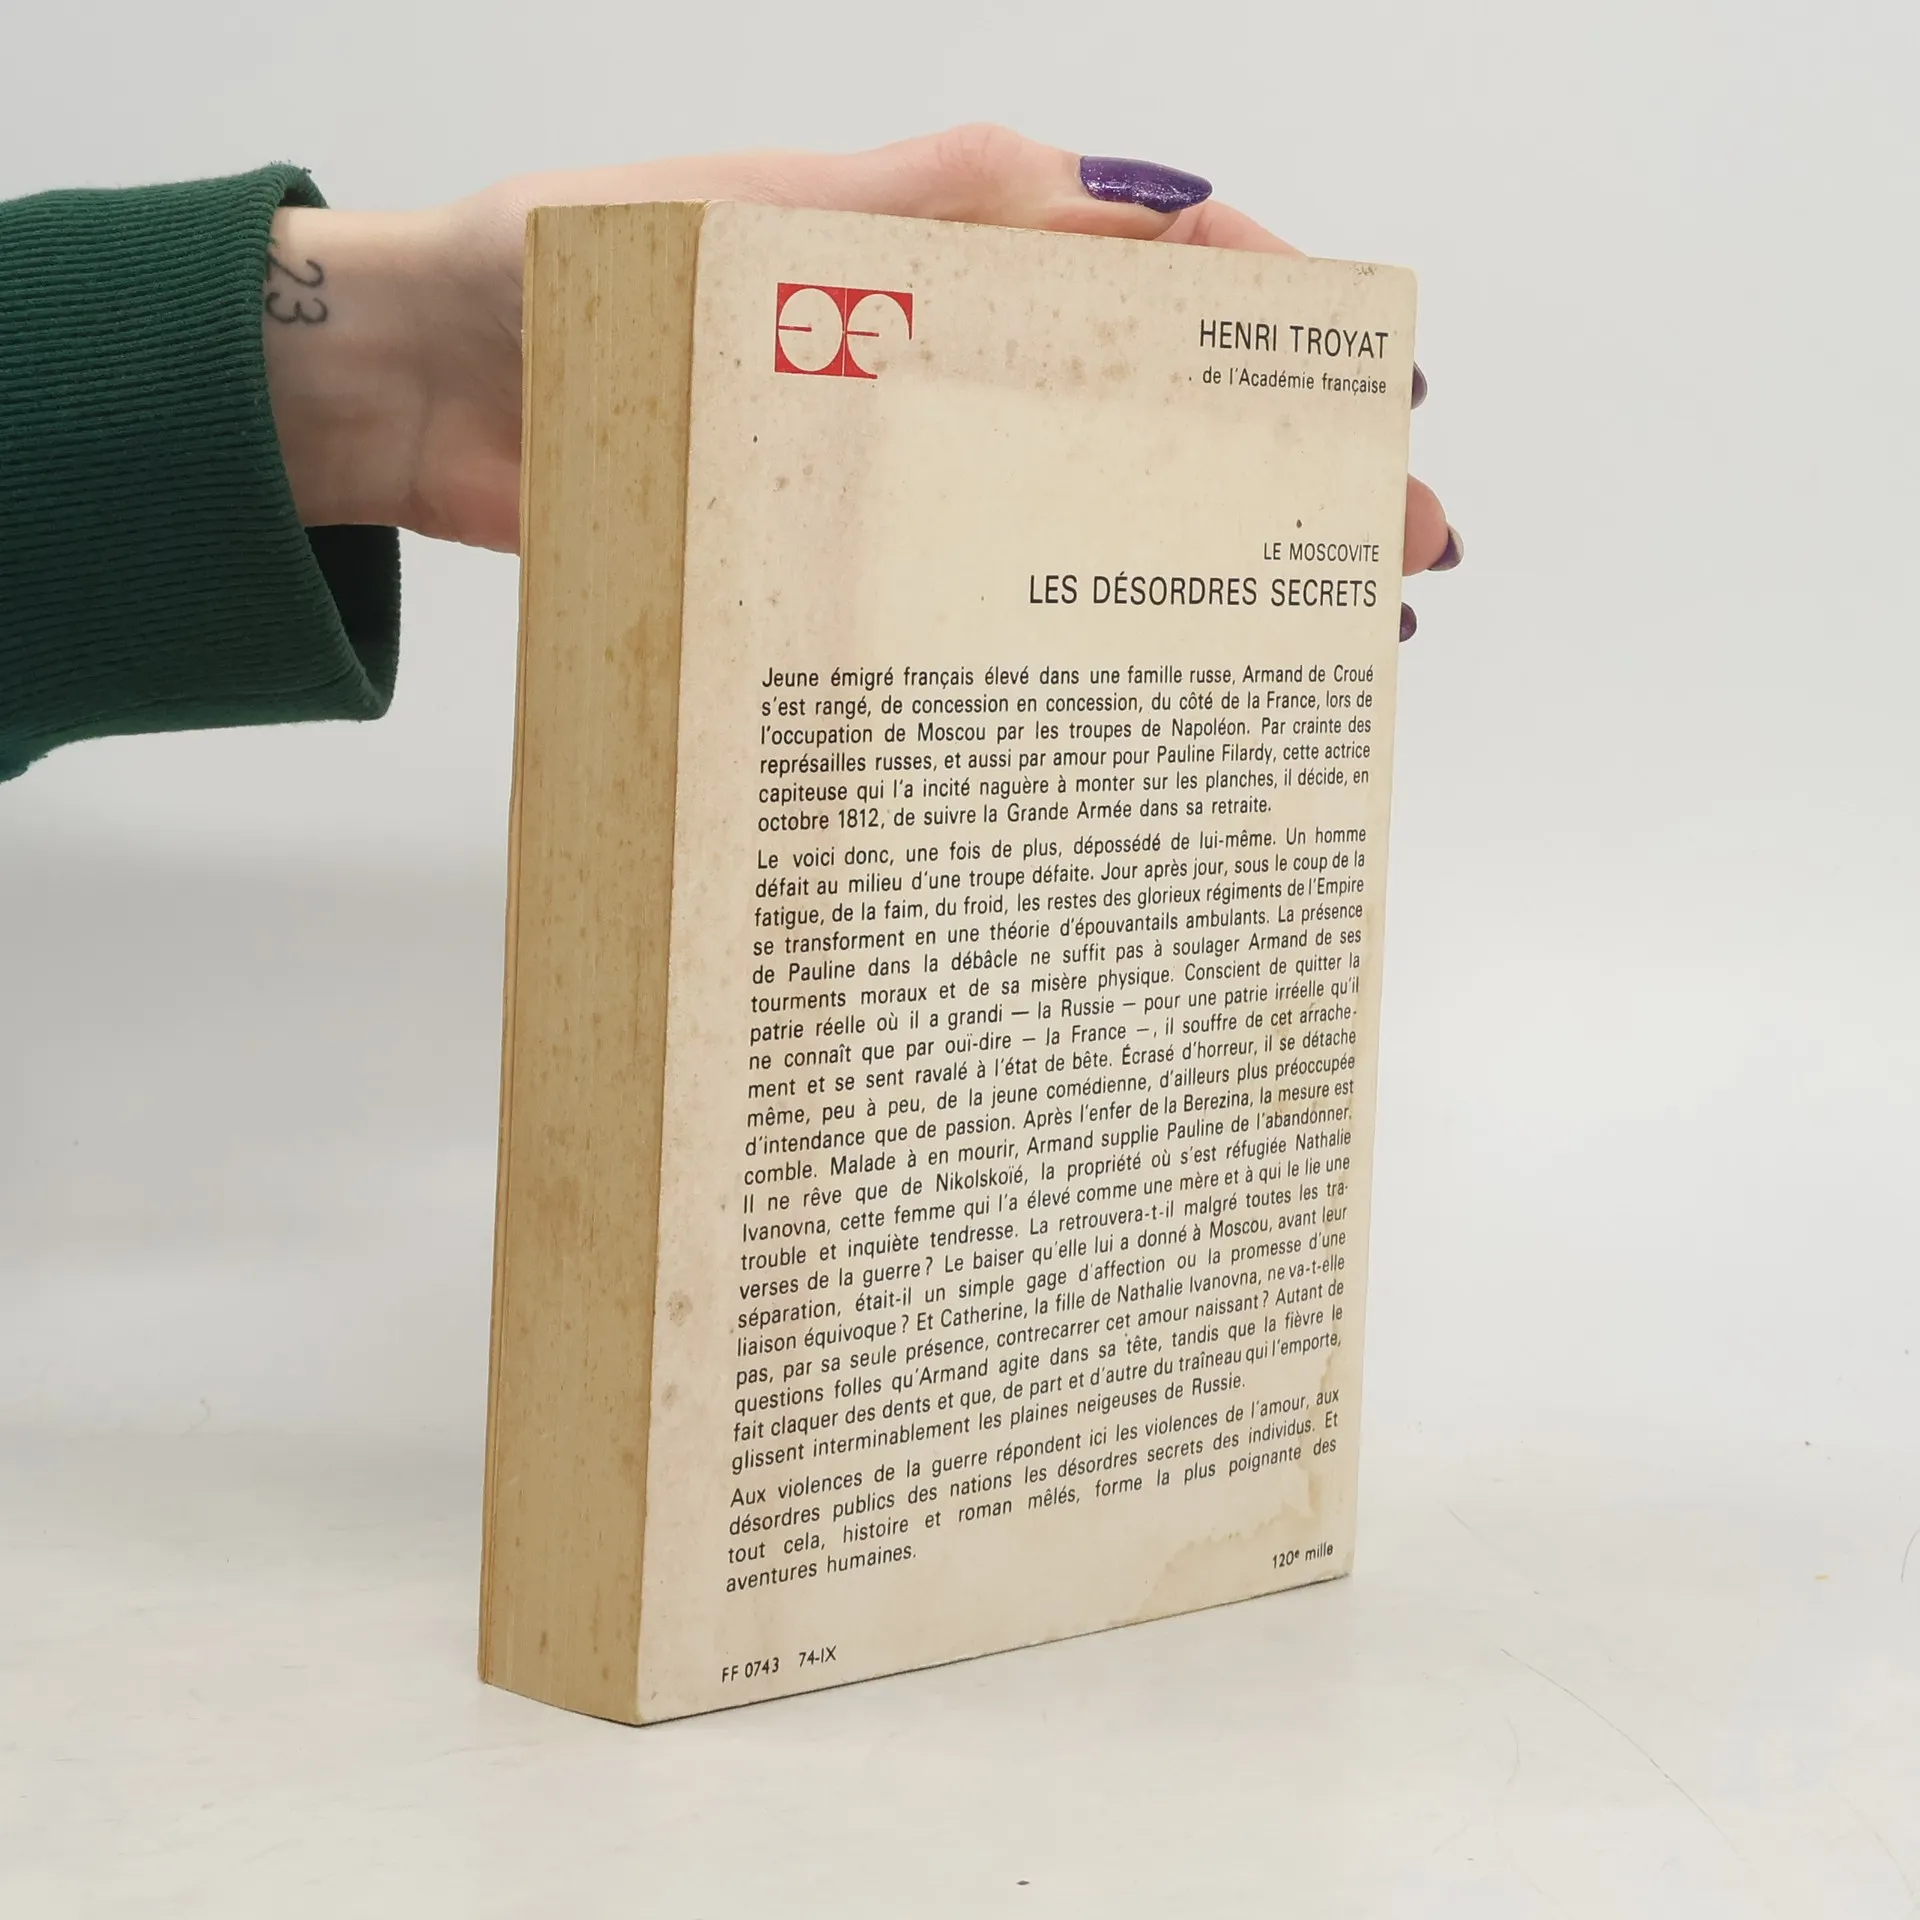 23
HENRI TROYAT
de l'Académie française
LE MOSCOVITE
LES DÉSORDRES SECRETS
Jeune émigré français élevé dans une famille russe, Armand de Croué
s'est rangé, de concession en concession, du côté de la France, lors de
l'occupation de Moscou par les troupes de Napoléon. Par crainte des
représailles russes, et aussi par amour pour Pauline Filardy, cette actrice
capiteuse qui l'a incité naguère à monter sur les planches, il décide, en
octobre 1812, de suivre la Grande Armée dans sa retraite.
Le voici donc, une fois de plus, dépossédé de lui-même. Un homme
défait au milieu d'une troupe défaite. Jour après jour, sous le coup de la
fatigue, de la faim, du froid, les restes des glorieux régiments de l'Empire
se transforment en une théorie d'épouvantails ambulants. La présence
de Pauline dans la débâcle ne suffit pas à soulager Armand de ses
tourments moraux et de sa misère physique. Conscient de quitter la
patrie réelle où il a grandi — la Russie — pour une patrie irréelle qu'il
ne connaît que par ouï-dire — la France —, il souffre de cet arrache-
ment et se sent ravalé à l'état de bête. Écrasé d'horreur, il se détache
même, peu à peu, de la jeune comédienne, d'ailleurs plus préoccupée
d'intendance que de passion. Après l'enfer de la Berezina, la mesure est
comble. Malade à en mourir, Armand supplie Pauline de l'abandonner.
Il ne rêve que de Nikolskoïé, la propriété où s'est réfugiée Nathalie
Ivanovna, cette femme qui l'a élevé comme une mère et à qui le lie une
trouble et inquiète tendresse. La retrouvera-t-il malgré toutes les tra-
verses de la guerre ? Le baiser qu'elle lui a donné à Moscou, avant leur
séparation, était-il un simple gage d'affection ou la promesse d'une
liaison équivoque ? Et Catherine, la fille de Nathalie Ivanovna, ne va-t-elle
pas, par sa seule présence, contrecarrer cet amour naissant ? Autant de
questions folles qu'Armand agite dans sa tête, tandis que la fièvre le
fait claquer des dents et que, de part et d'autre du traîneau qui l'emporte,
glissent interminablement les plaines neigeuses de Russie.
Aux violences de la guerre répondent ici les violences de l'amour, aux
désordres publics des nations les désordres secrets des individus. Et
tout cela, histoire et roman mêlés, forme la plus poignante des
aventures humaines.
120e mille
FF 0743 74-IX